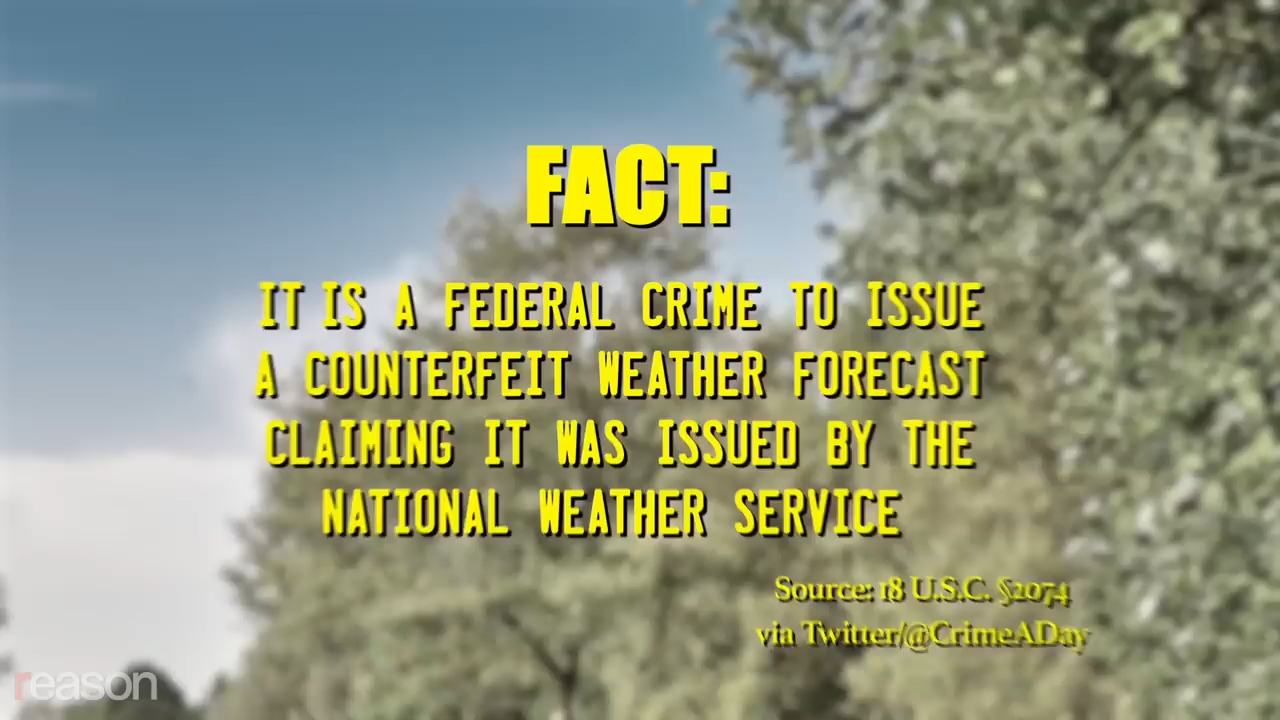 FACT:
IT IS A FEDERAL CRIME TO ISSUE
A COUNTERFEIT WEATHER FORECAST
CLAIMING IT WAS ISSUED BY THE
NATIONAL WEATHER SERVICE
Source: 18 U.S.C. §2074
via Twitter/@CrimeADay
reason